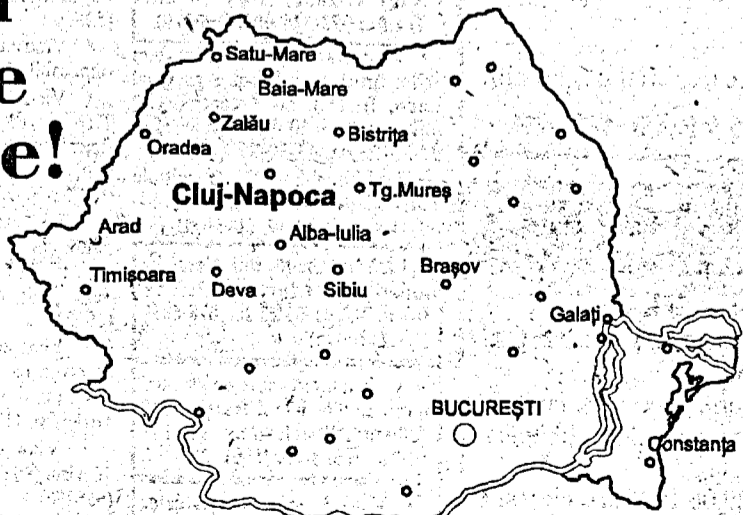 e
e!
Satu-Mare
Baia-Mare
Zalău
Oradea
Bistrița
Cluj-Napoca
Tg.Mureș
Arad
Alba-Iulia
Timișoara
Deva
Sibiu
Brașov
Galați
BUCUREȘTI
Constanța